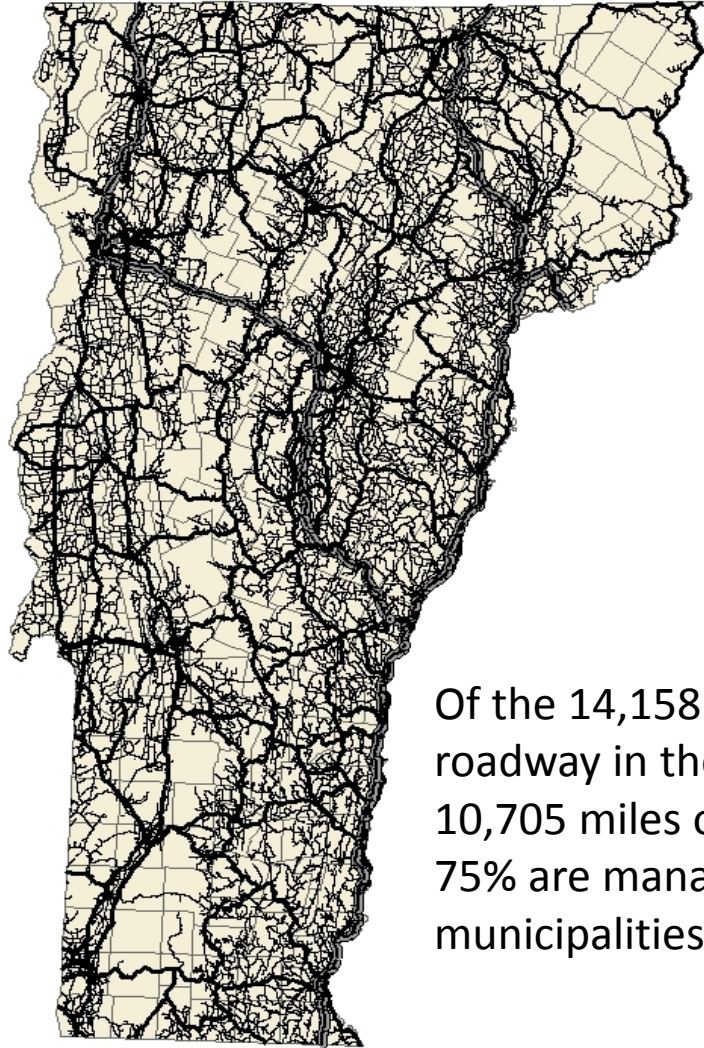 Of the 14,158
roadway in the
10,705 miles o
75% are mana
municipalities